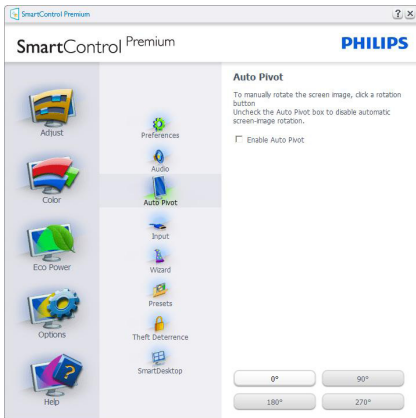 SmartControl Premium
? ×
SmartControl Premium
PHILIPS
Adjust
Color
Eco Power
Options
Help
Preferences
Audio
Auto Pivot
Input
Wizard
Presets
Theft Deterrence
SmartDesktop
Auto Pivot
To manually rotate the screen image, click a rotation
button
Uncheck the Auto Pivot box to disable automatic
screen-image rotation.
Enable Auto Pivot
0°
90°
180°
270°